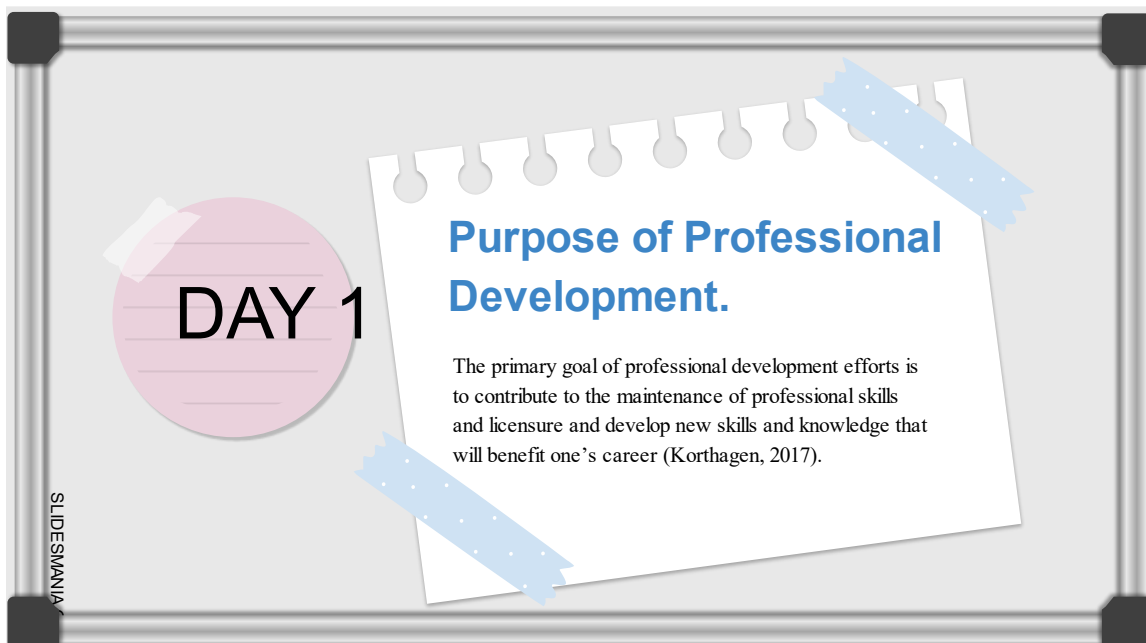 DAY 1
Purpose of Professional
Development.
The primary goal of professional development efforts is
to contribute to the maintenance of professional skills
and licensure and develop new skills and knowledge that
will benefit one’s career (Korthagen, 2017).
SLIDESMANIA